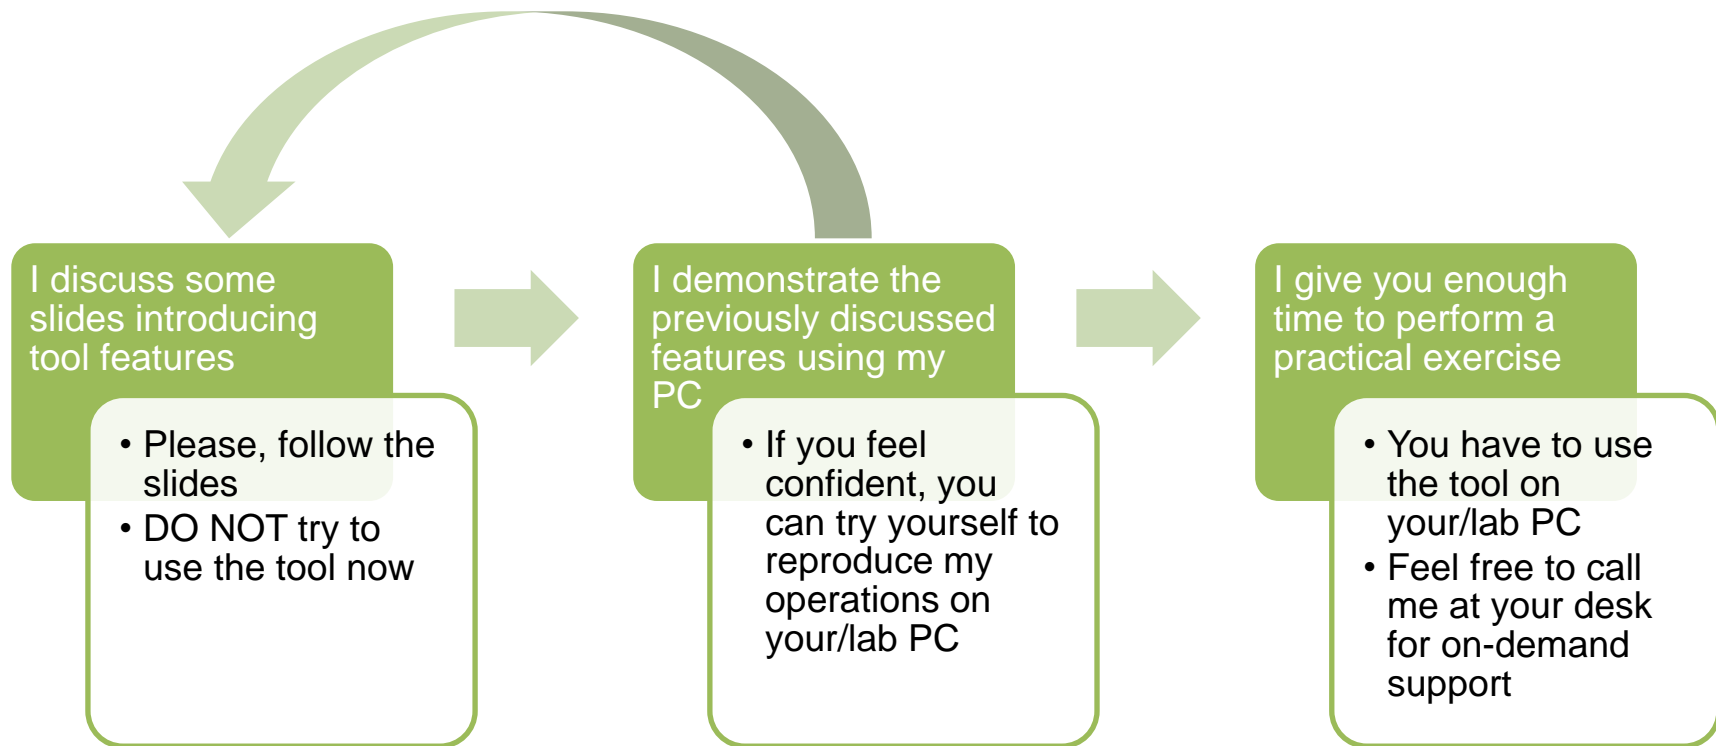 I discuss some
slides introducing
tool features
• Please, follow the
slides
• DO NOT try to
use the tool now
I demonstrate the
previously discussed
features using my
PC
• If you feel
confident, you
can try yourself to
reproduce my
operations on
your/lab PC
I give you enough
time to perform a
practical exercise
• You have to use
the tool on
your/lab PC
• Feel free to call
me at your desk
for on-demand
support